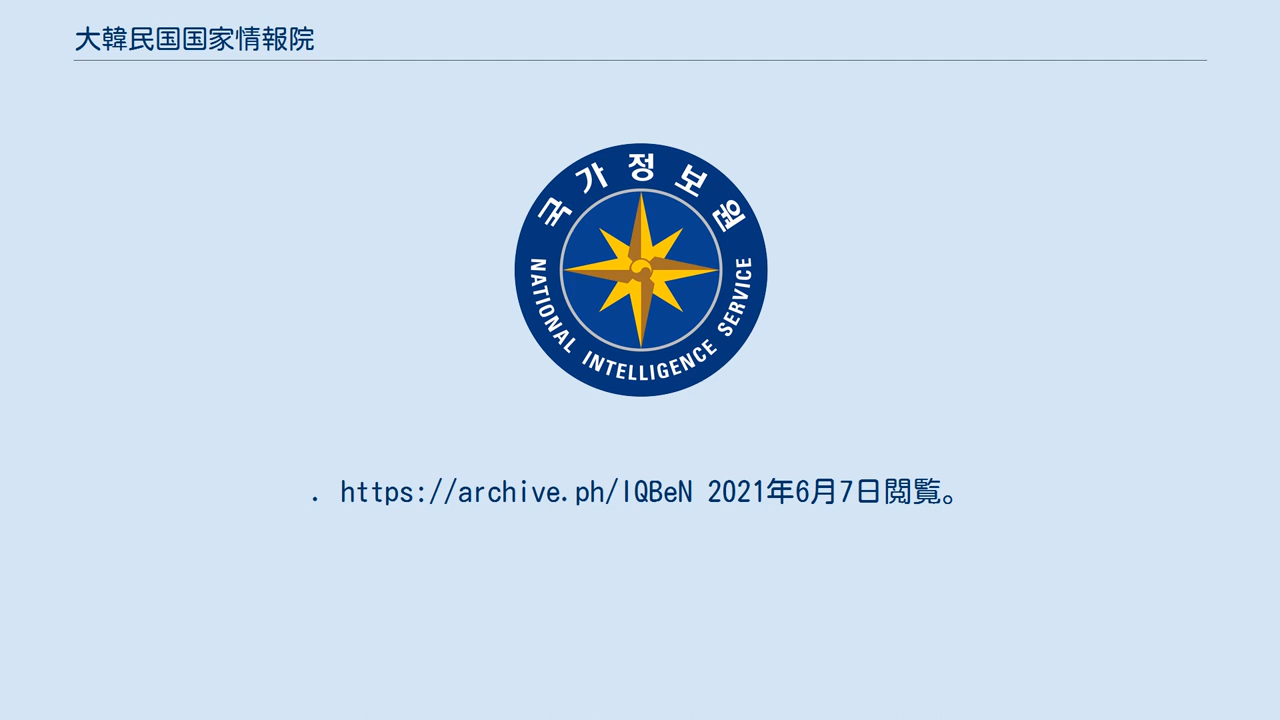 大韓民国国家情報院
국가정보원
NATIONAL INTELLIGENCE SERVICE
. https://archive.ph/lQBeN 2021年6月7日閲覧。